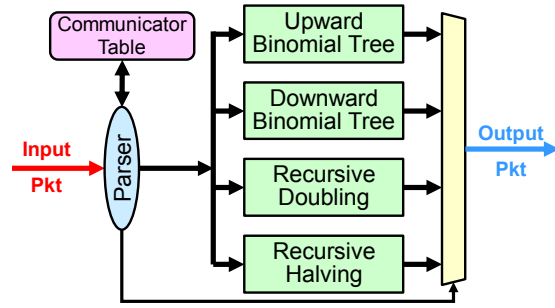 Communicator
Table
Upward
Binomial Tree
Downward
Binomial Tree
Input
Pkt
Parser
Output
Pkt
Recursive
Doubling
Recursive
Halving